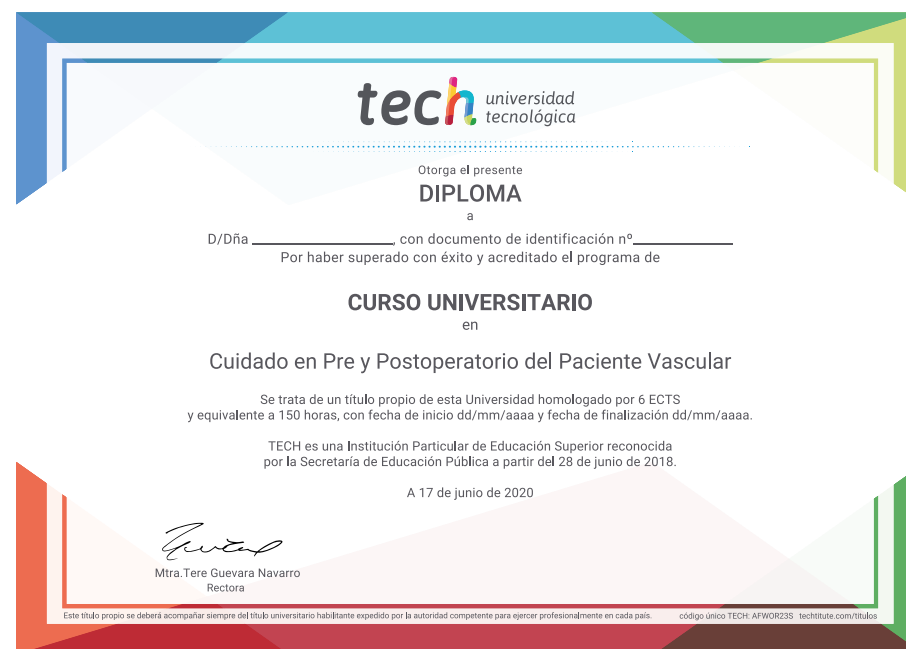 tech universidad
tecnológica
Otorga el presente
DIPLOMA
a
D/Dña ____________________, con documento de identificación nº______________
Por haber superado con éxito y acreditado el programa de
CURSO UNIVERSITARIO
en
Cuidado en Pre y Postoperatorio del Paciente Vascular
Se trata de un título propio de esta Universidad homologado por 6 ECTS
y equivalente a 150 horas, con fecha de inicio dd/mm/aaaa y fecha de finalización dd/mm/aaaa.
TECH es una Institución Particular de Educación Superior reconocida
por la Secretaría de Educación Pública a partir del 28 de junio de 2018.
A 17 de junio de 2020
Mtra.Tere Guevara Navarro
Rectora
Este título propio se deberá acompañar siempre del título universitario habilitante expedido por la autoridad competente para ejercer profesionalmente en cada país. código único TECH: AFWOR23S techtitute.com/títulos